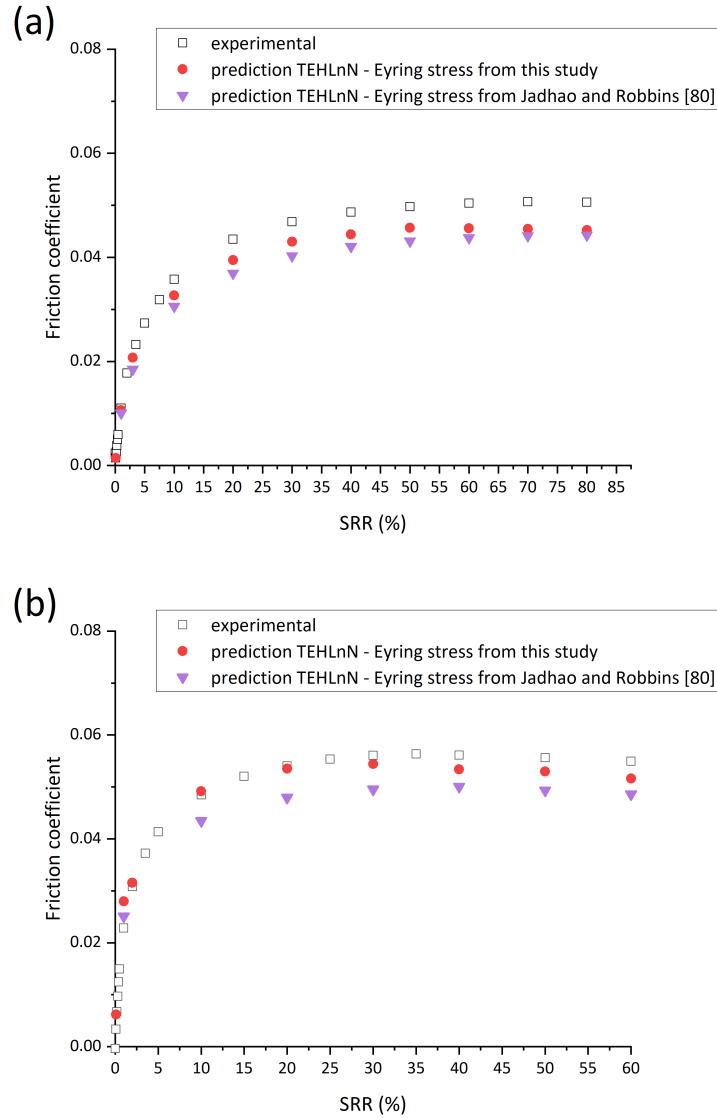 (a)
experimental
prediction TEHLnN - Eyring stress from this study
prediction TEHLnN - Eyring stress from Jadhao and Robbins [80]
0.08
0.06
0.04
0.02
0.00
Friction coefficient
0 5 10 15 20 25 30 35 40 45 50 55 60 65 70 75 80 85
SRR (%)
(b)
experimental
prediction TEHLnN - Eyring stress from this study
prediction TEHLnN - Eyring stress from Jadhao and Robbins [80]
0.08
0.06
0.04
0.02
0.00
Friction coefficient
0 5 10 15 20 25 30 35 40 45 50 55 60
SRR (%)